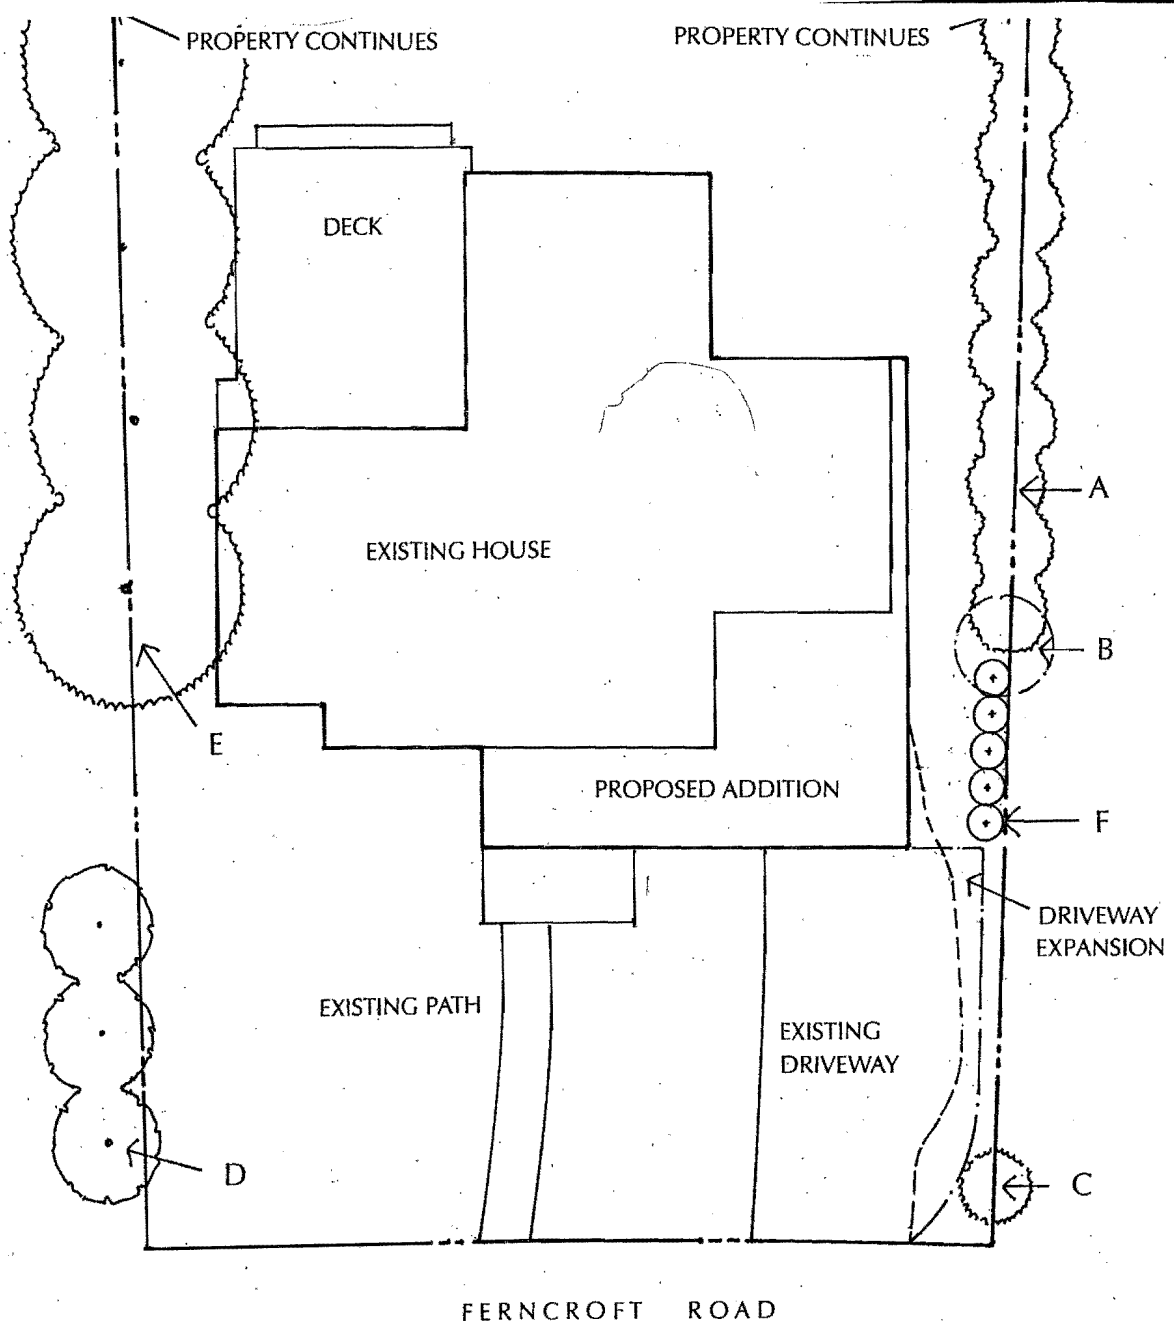 PROPERTY CONTINUES
PROPERTY CONTINUES
DECK
A
EXISTING HOUSE
B
E
PROPOSED ADDITION
F
DRIVEWAY
EXPANSION
EXISTING PATH
EXISTING
DRIVEWAY
D
C
FERNCROFT ROAD